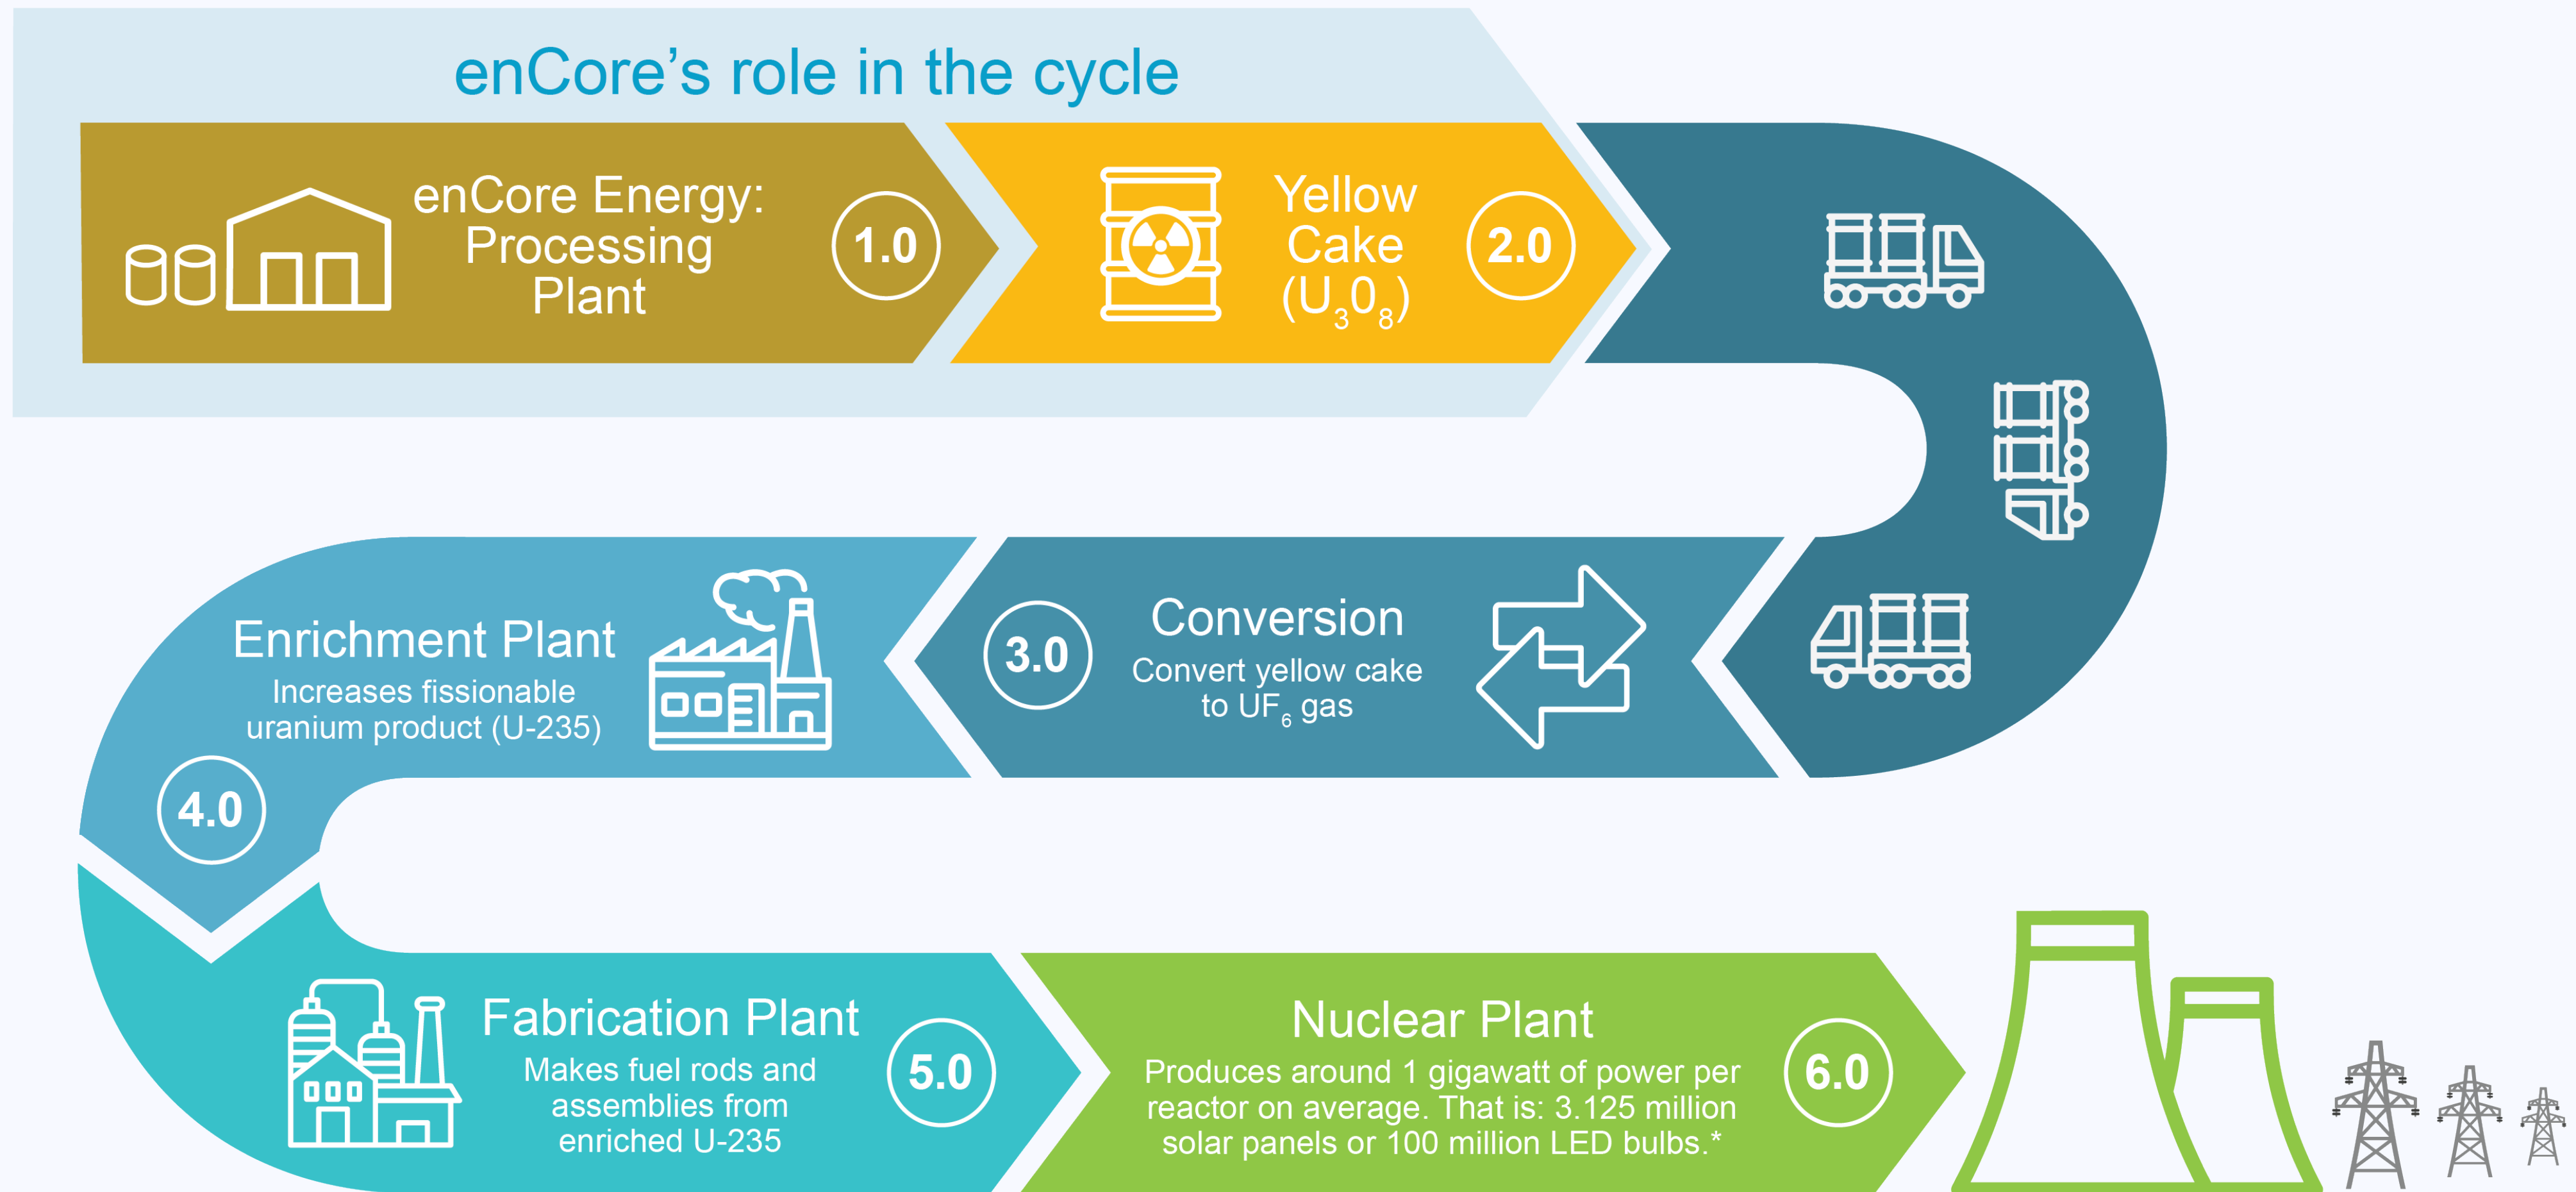 enCore’s role in the cycle
enCore Energy:
Processing
Plant
1.0
Yellow
Cake
(U₃0₈)
2.0
Conversion
Convert yellow cake
to UF₆ gas
3.0
Enrichment Plant
Increases fissionable
uranium product (U-235)
4.0
Fabrication Plant
Makes fuel rods and
assemblies from
enriched U-235
5.0
Nuclear Plant
Produces around 1 gigawatt of power per
reactor on average. That is: 3.125 million
solar panels or 100 million LED bulbs.*
6.0